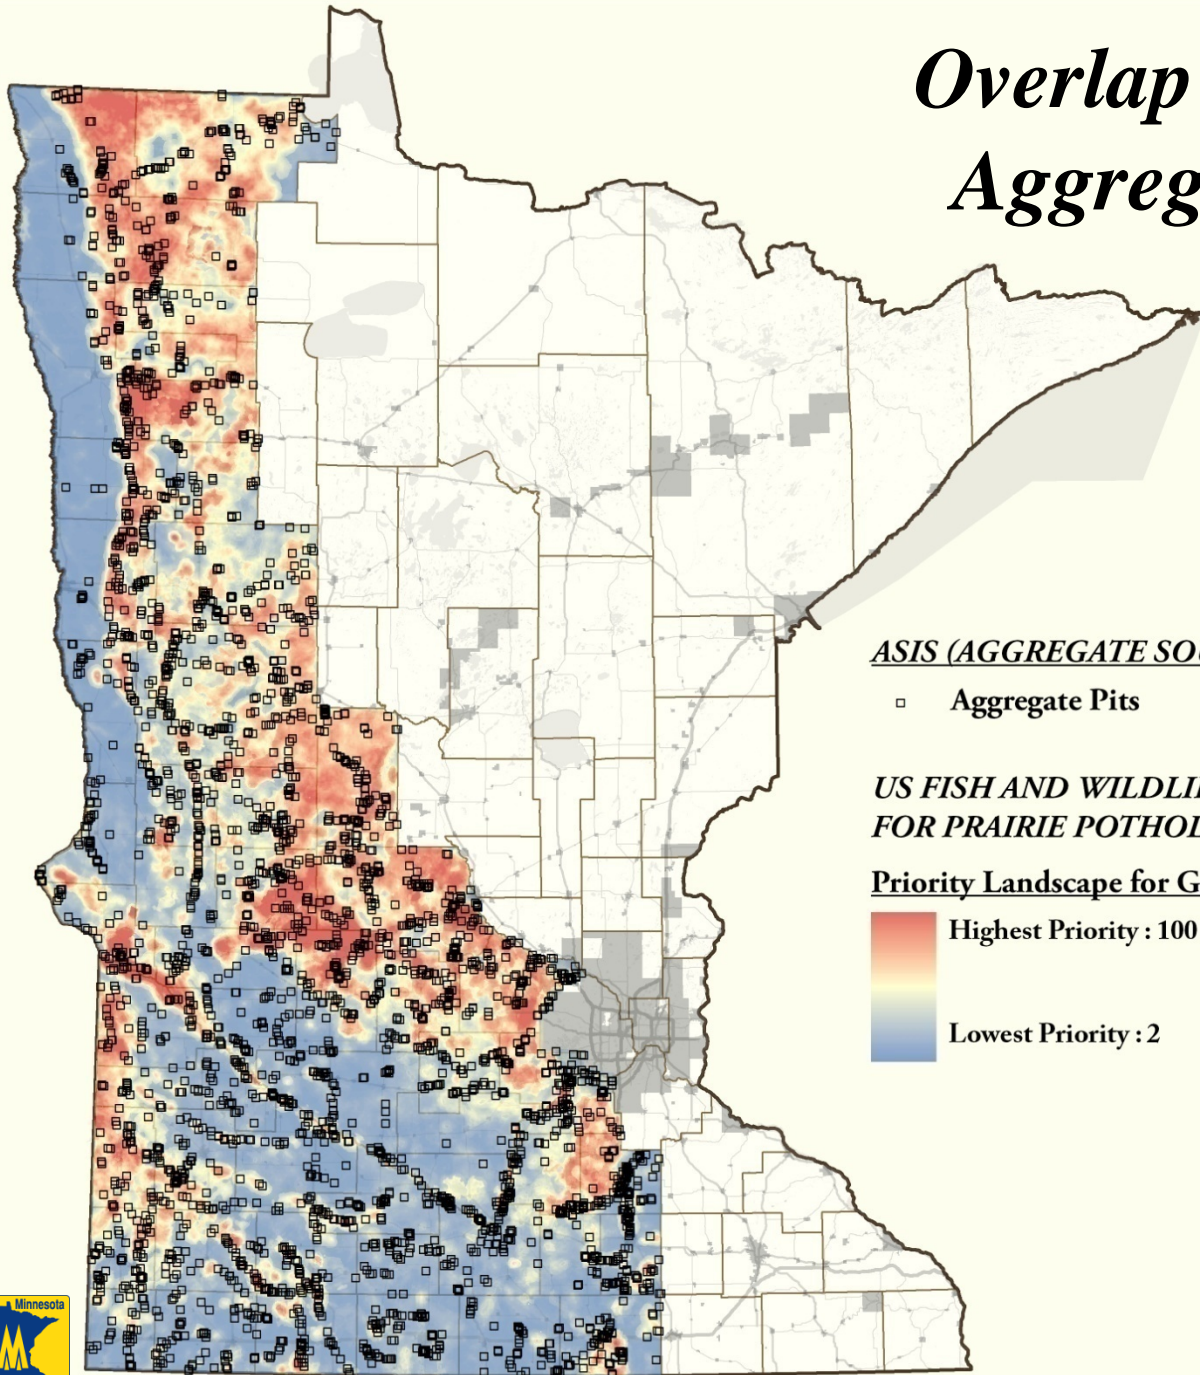 Overlap
Aggreg
ASIS (AGGREGATE SOU
Aggregate Pits
US FISH AND WILDLI
FOR PRAIRIE POTHOL
Priority Landscape for G
Highest Priority : 100
Lowest Priority : 2
Minnesota
M